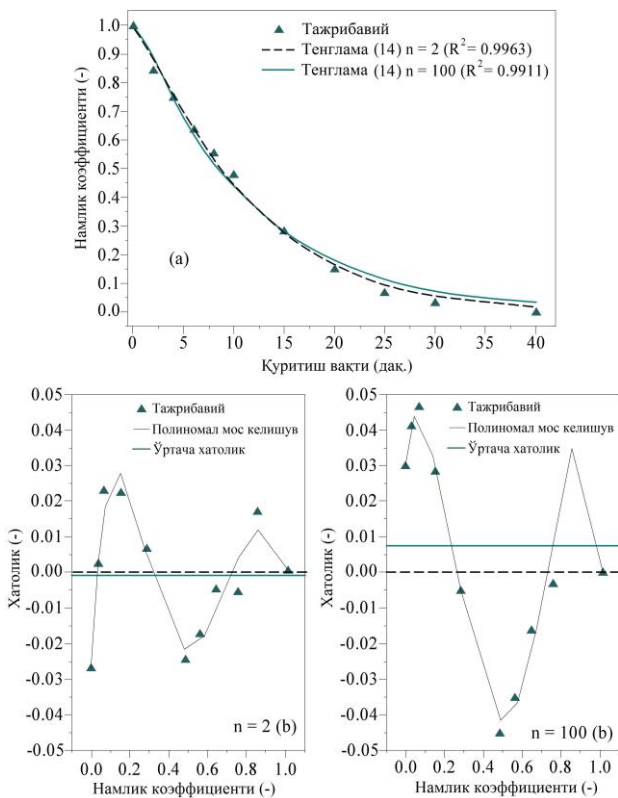 1.0
0.9
0.8
0.7
0.6
0.5
0.4
0.3
0.2
0.1
0.0
Намлик коэффициенти (-)
Тажрибавий
Тенглама (14) n = 2 (R² = 0.9963)
Тенглама (14) n = 100 (R² = 0.9911)
(a)
0 5 10 15 20 25 30 35 40
Қуритиш вақти (дақ.)
0.05
0.04
0.03
0.02
0.01
0.00
-0.01
-0.02
-0.03
-0.04
-0.05
Хатолик (-)
Тажрибавий
Полиномал мос келишув
Ўртача хатолик
n = 2 (b)
0.0 0.2 0.4 0.6 0.8 1.0
Намлик коэффициенти (-)
0.05
0.04
0.03
0.02
0.01
0.00
-0.01
-0.02
-0.03
-0.04
-0.05
Хатолик (-)
Тажрибавий
Полиномал мос келишув
Ўртача хатолик
n = 100 (b)
0.0 0.2 0.4 0.6 0.8 1.0
Намлик коэффициенти (-)